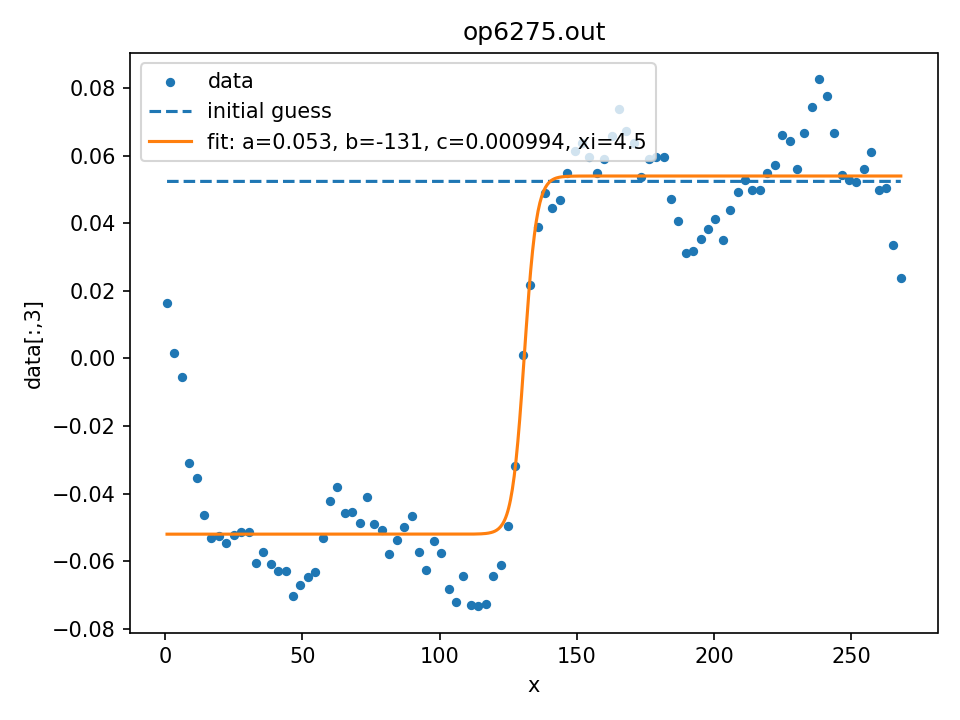 op6275.out
data
initial guess
fit: a=0.053, b=-131, c=0.000994, xi=4.5
data[:,3]
0.08
0.06
0.04
0.02
0.00
−0.02
−0.04
−0.06
−0.08
0
50
100
150
200
250
x